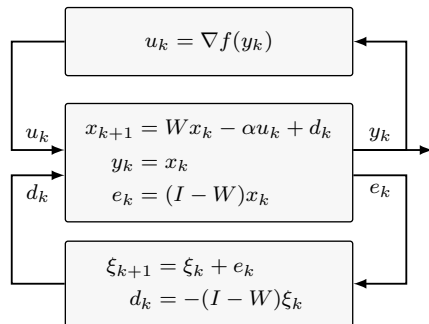 u_k = ∇f(y_k)
u_k
x_{k+1} = Wx_k − αu_k + d_k
y_k
d_k
y_k = x_k
e_k = (I − W)x_k
e_k
ξ_{k+1} = ξ_k + e_k
d_k = −(I − W)ξ_k